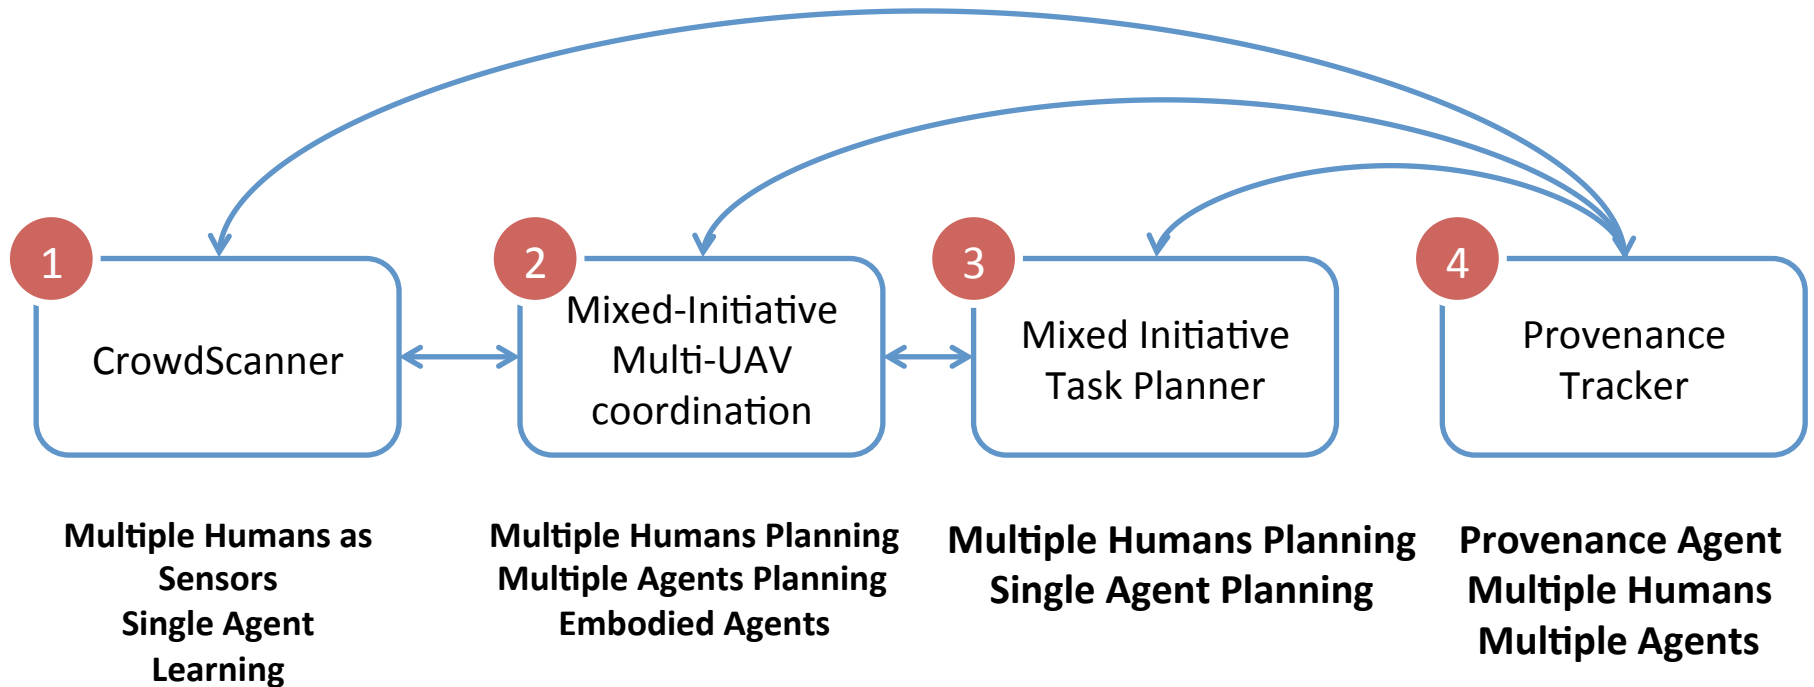 1
CrowdScanner
2
Mixed-Initiative
Multi-UAV
coordination
3
Mixed Initiative
Task Planner
4
Provenance
Tracker
Multiple Humans as
Sensors
Single Agent
Learning
Multiple Humans Planning
Multiple Agents Planning
Embodied Agents
Multiple Humans Planning
Single Agent Planning
Provenance Agent
Multiple Humans
Multiple Agents